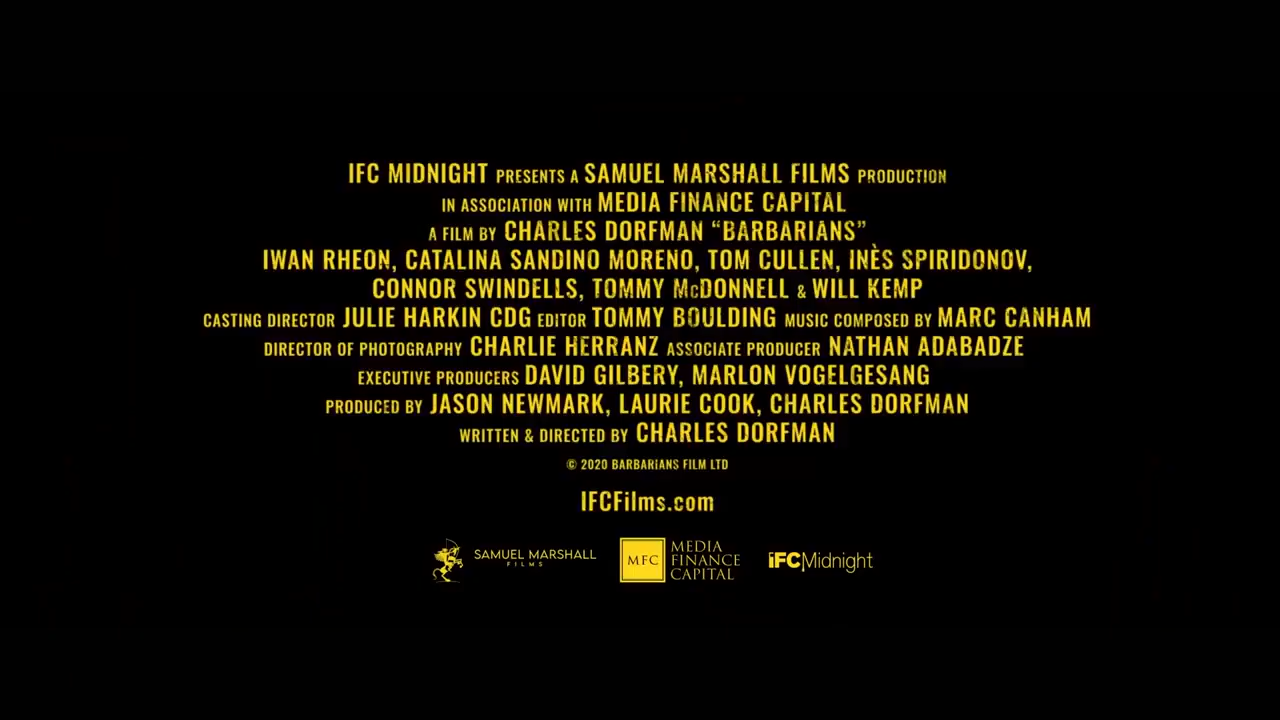 IFC MIDNIGHT PRESENTS A SAMUEL MARSHALL FILMS PRODUCTION
IN ASSOCIATION WITH MEDIA FINANCE CAPITAL
A FILM BY CHARLES DORFMAN “BARBARIANS”
IWAN RHEON, CATALINA SANDINO MORENO, TOM CULLEN, INÈS SPIRIDONOV,
CONNOR SWINDELLS, TOMMY McDONNELL & WILL KEMP
CASTING DIRECTOR JULIE HARKIN CDG EDITOR TOMMY BOULDING MUSIC COMPOSED BY MARC CANHAM
DIRECTOR OF PHOTOGRAPHY CHARLIE HERRANZ ASSOCIATE PRODUCER NATHAN ADABADZE
EXECUTIVE PRODUCERS DAVID GILBERY, MARLON VOGELGESANG
PRODUCED BY JASON NEWMARK, LAURIE COOK, CHARLES DORFMAN
WRITTEN & DIRECTED BY CHARLES DORFMAN
© 2020 BARBARIANS FILM LTD
IFCFilms.com
SAMUEL MARSHALL
FILMS
MFC
MEDIA
FINANCE
CAPITAL
IFC Midnight